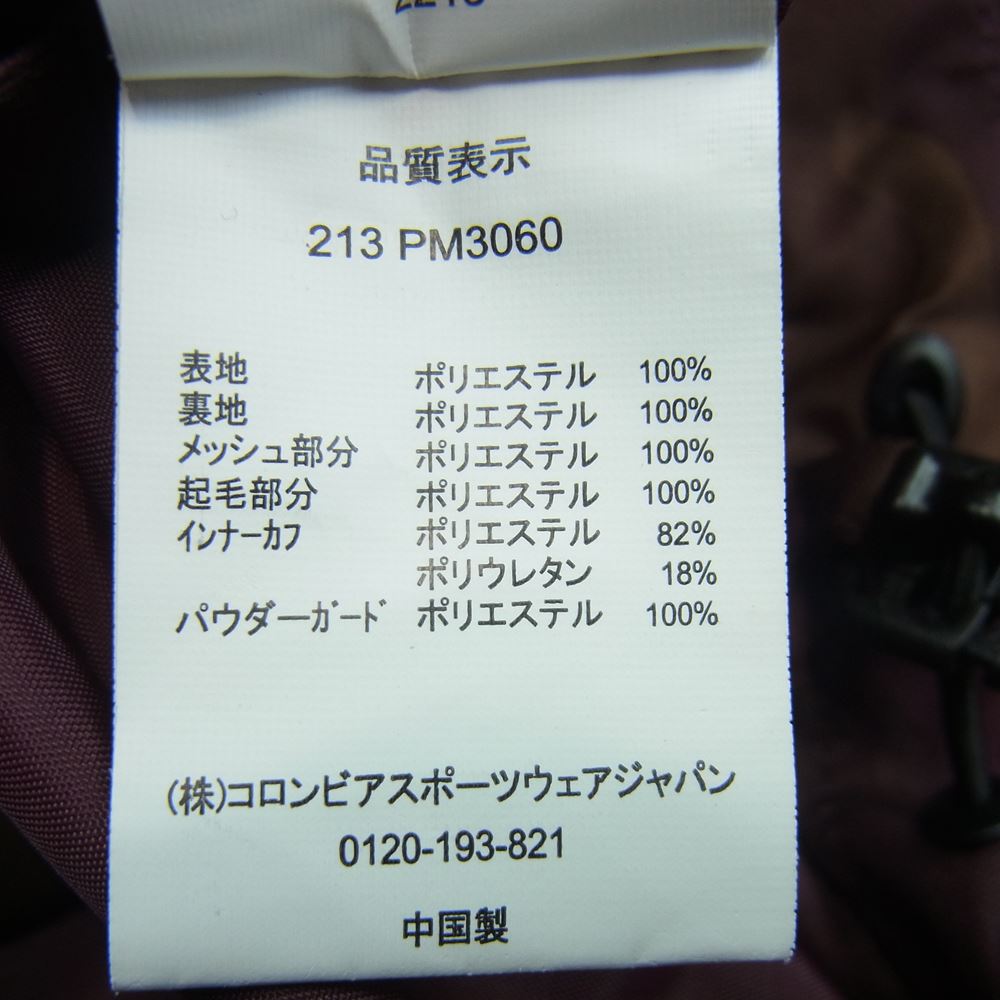 品質表示
213 PM3060
表地 ポリエステル 100%
裏地 ポリエステル 100%
メッシュ部分 ポリエステル 100%
起毛部分 ポリエステル 100%
インナーカフ ポリエステル 82%
ポリウレタン 18%
パウダーガード ポリエステル 100%
(株)コロンビアスポーツウェアジャパン
0120-193-821
中国製